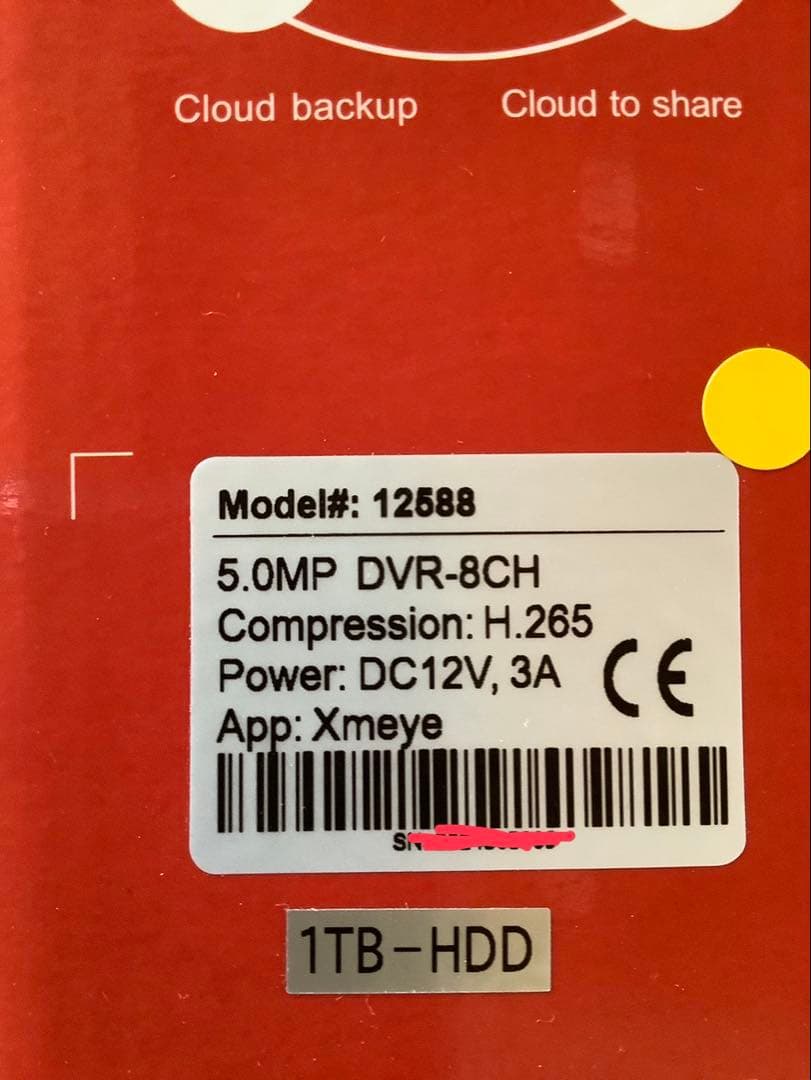 Cloud backup
Cloud to share
Model#: 12588
5.0MP DVR-8CH
Compression: H.265
Power: DC12V, 3A
CE
App: Xmeye
SN
1TB-HDD